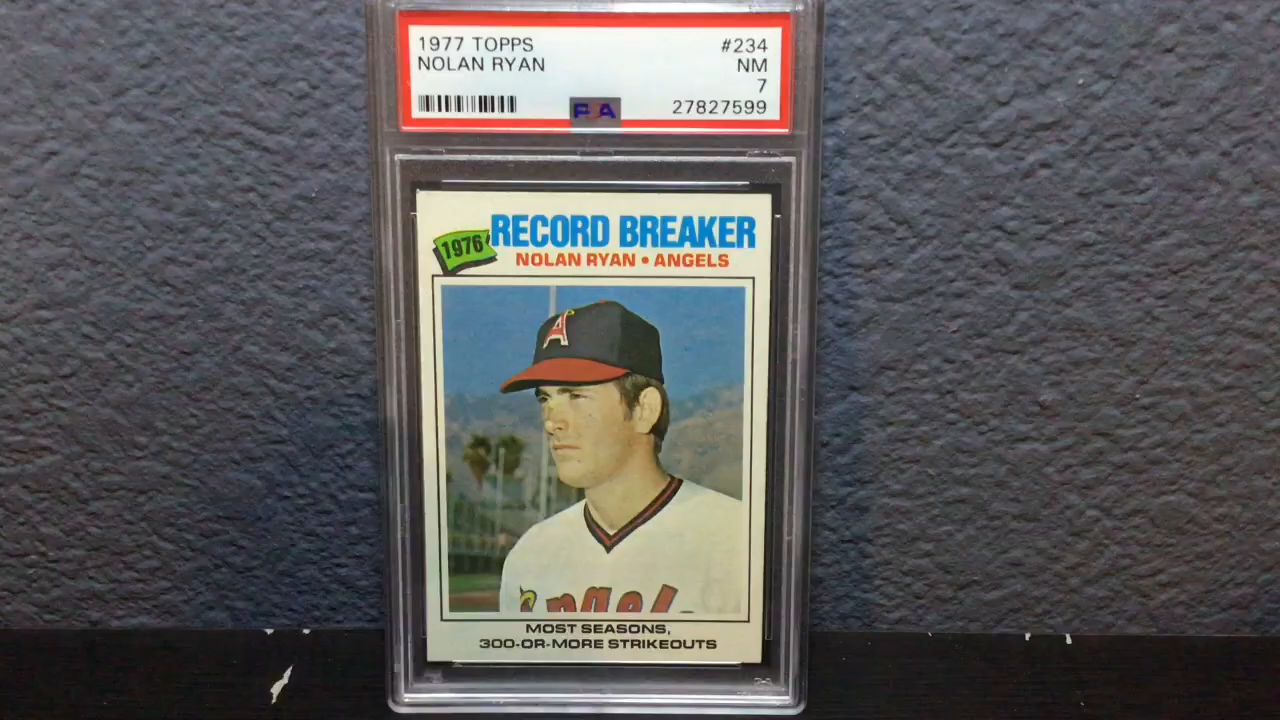 1977 TOPPS #234
NOLAN RYAN NM
7
PSA 27827599
1976 RECORD BREAKER
NOLAN RYAN • ANGELS
A
Angels
MOST SEASONS,
300-OR-MORE STRIKEOUTS